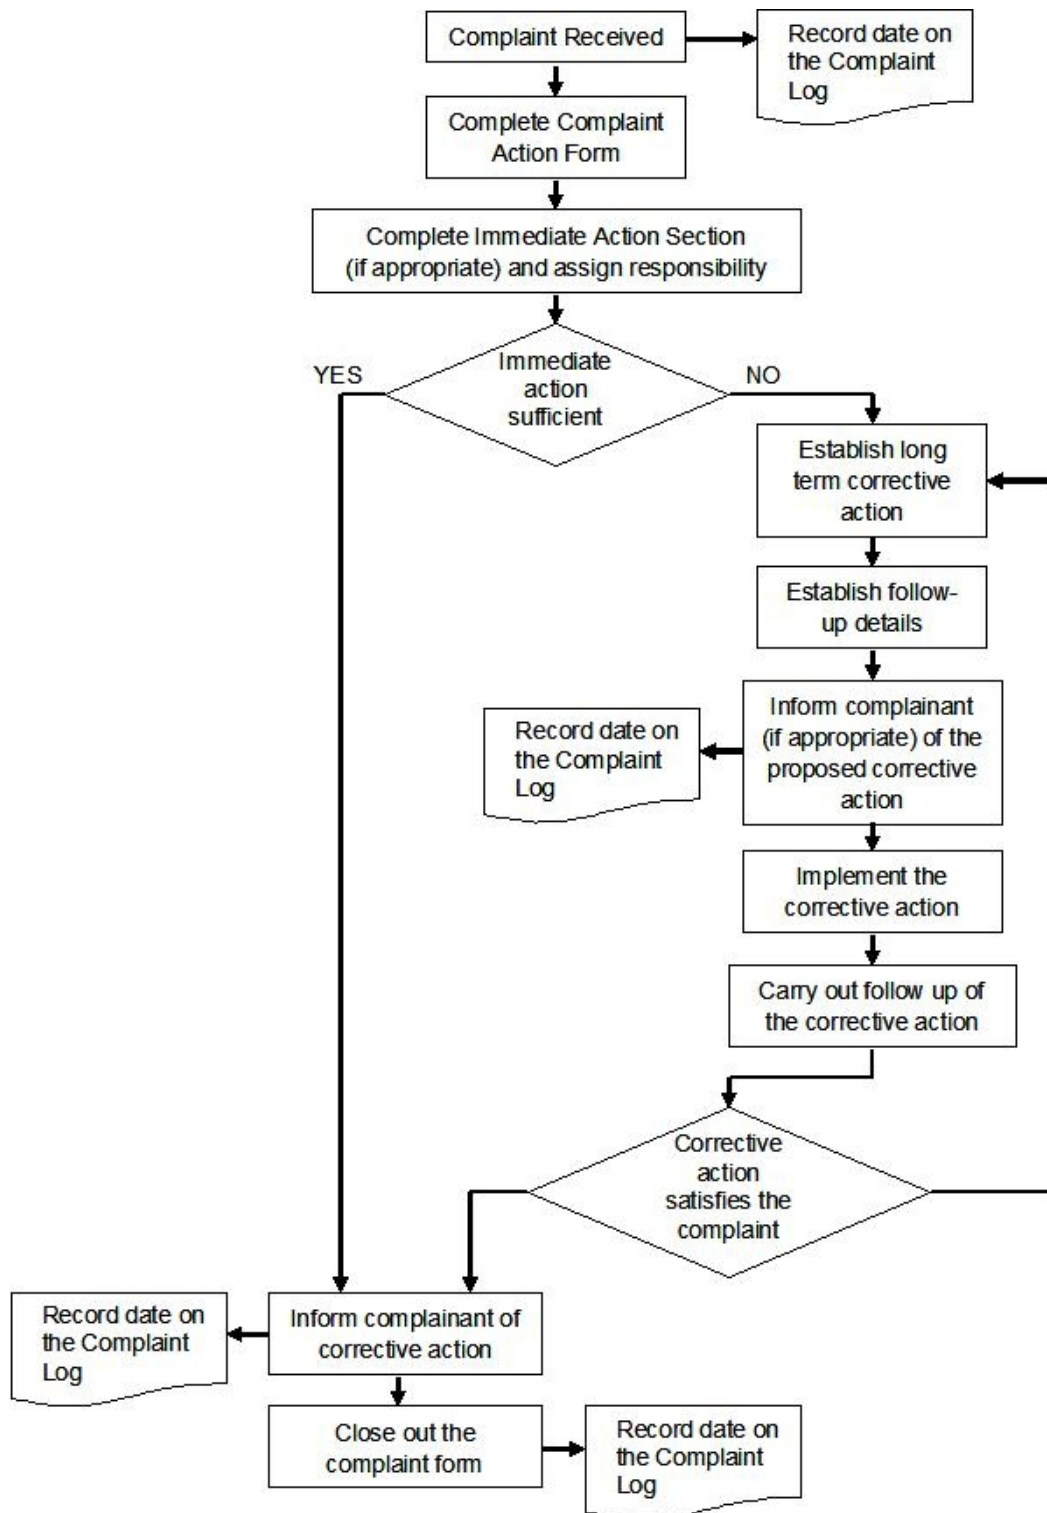 Complaint Received
Record date on
the Complaint
Log
Complete Complaint
Action Form
Complete Immediate Action Section
(if appropriate) and assign responsibility
Immediate
action
sufficient
YES
NO
Establish long
term corrective
action
Establish follow-
up details
Inform complainant
(if appropriate) of the
proposed corrective
action
Record date on
the Complaint
Log
Implement the
corrective action
Carry out follow up of
the corrective action
Corrective
action
satisfies the
complaint
Inform complainant of
corrective action
Record date on
the Complaint
Log
Close out the
complaint form
Record date on
the Complaint
Log